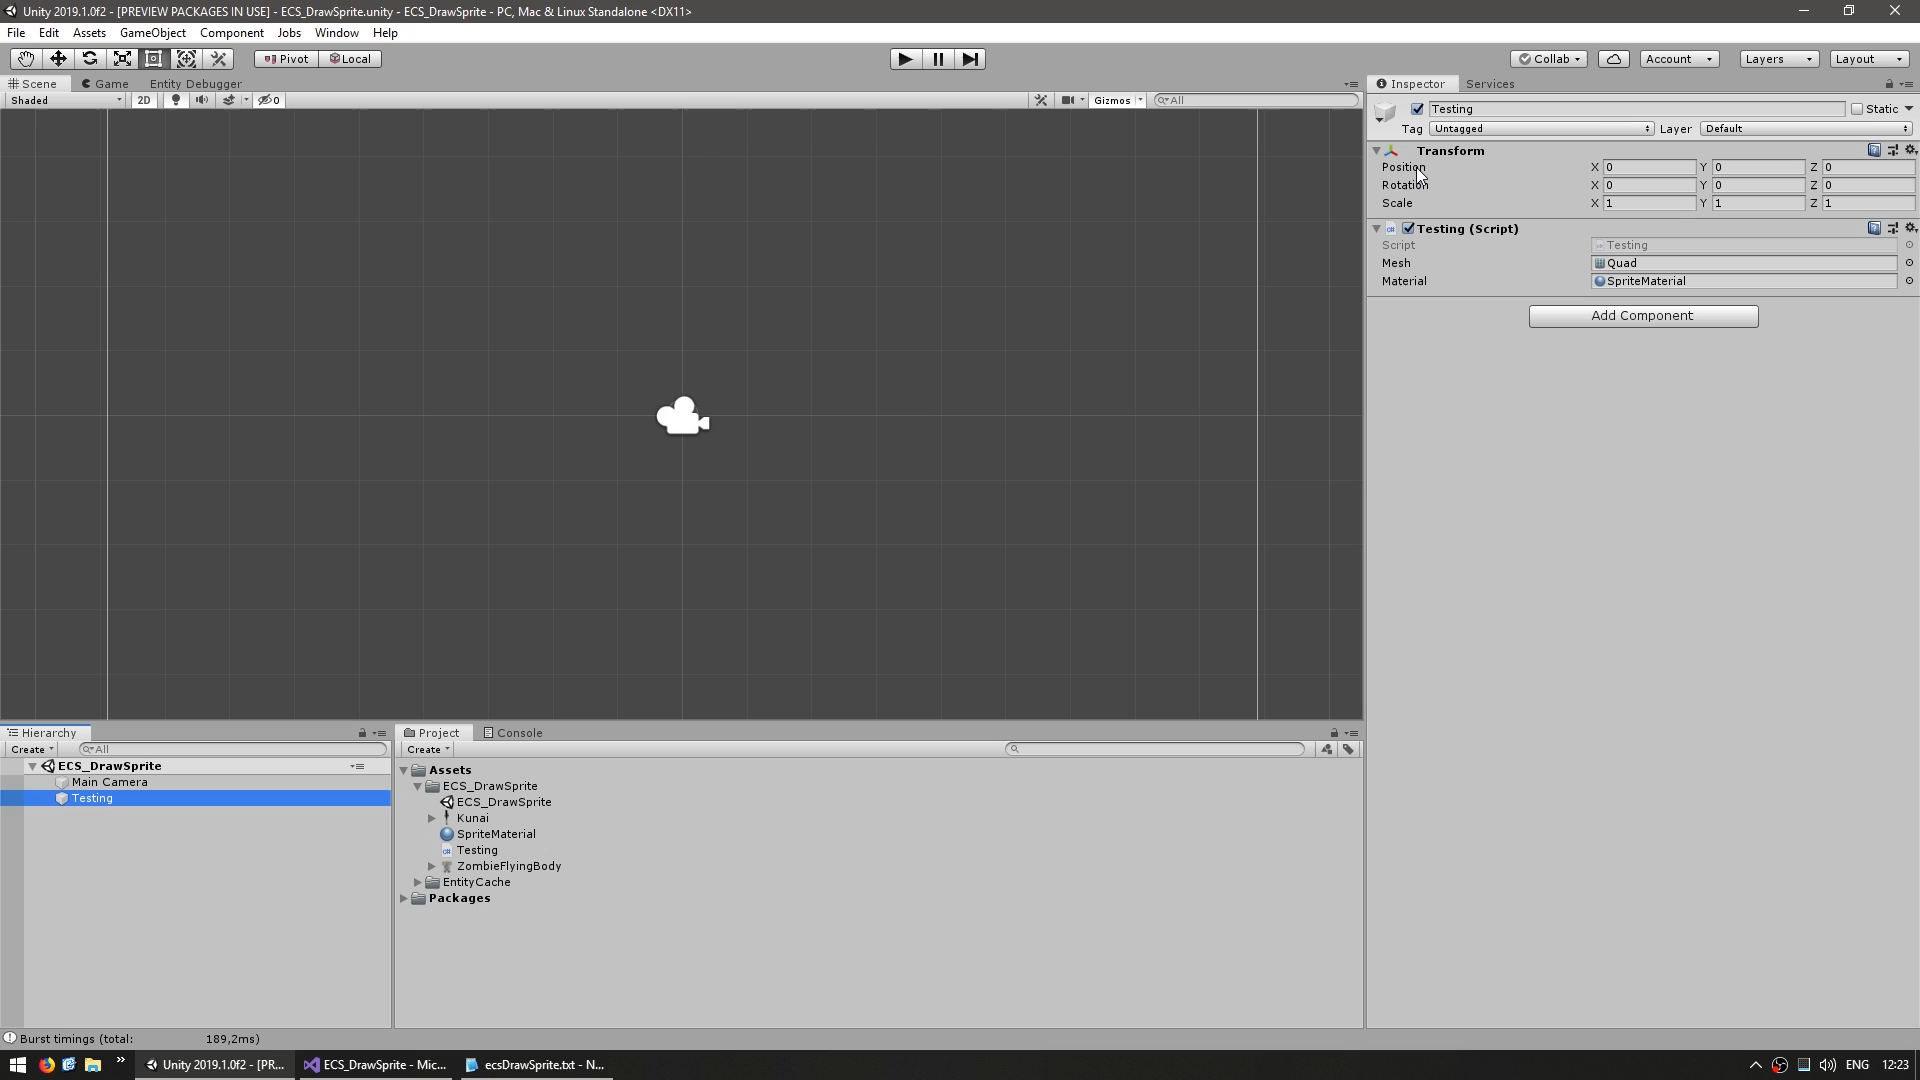 Unity 2019.1.0f2 - [PREVIEW PACKAGES IN USE] - ECS_DrawSprite.unity - ECS_DrawSprite - PC, Mac & Linux Standalone <DX11>
File Edit Assets GameObject Component Jobs Window Help
Pivot Local Collab Account Layers Layout
Scene Game Entity Debugger
Shaded 2D 0 Gizmos All
Inspector Services
Testing Static
Tag Untagged Layer Default
Transform
Position X 0 Y 0 Z 0
Rotation X 0 Y 0 Z 0
Scale X 1 Y 1 Z 1
Testing (Script)
Script Testing
Mesh Quad
Material SpriteMaterial
Add Component
Hierarchy
Create All
ECS_DrawSprite
Main Camera
Testing
Project Console
Create
Assets
ECS_DrawSprite
ECS_DrawSprite
Kunai
SpriteMaterial
Testing
ZombieFlyingBody
EntityCache
Packages
Burst timings (total: 189,2ms)
Unity 2019.1.0f2 - [PR... ECS_DrawSprite - Mic... ecsDrawSprite.txt - N... ENG 12:23